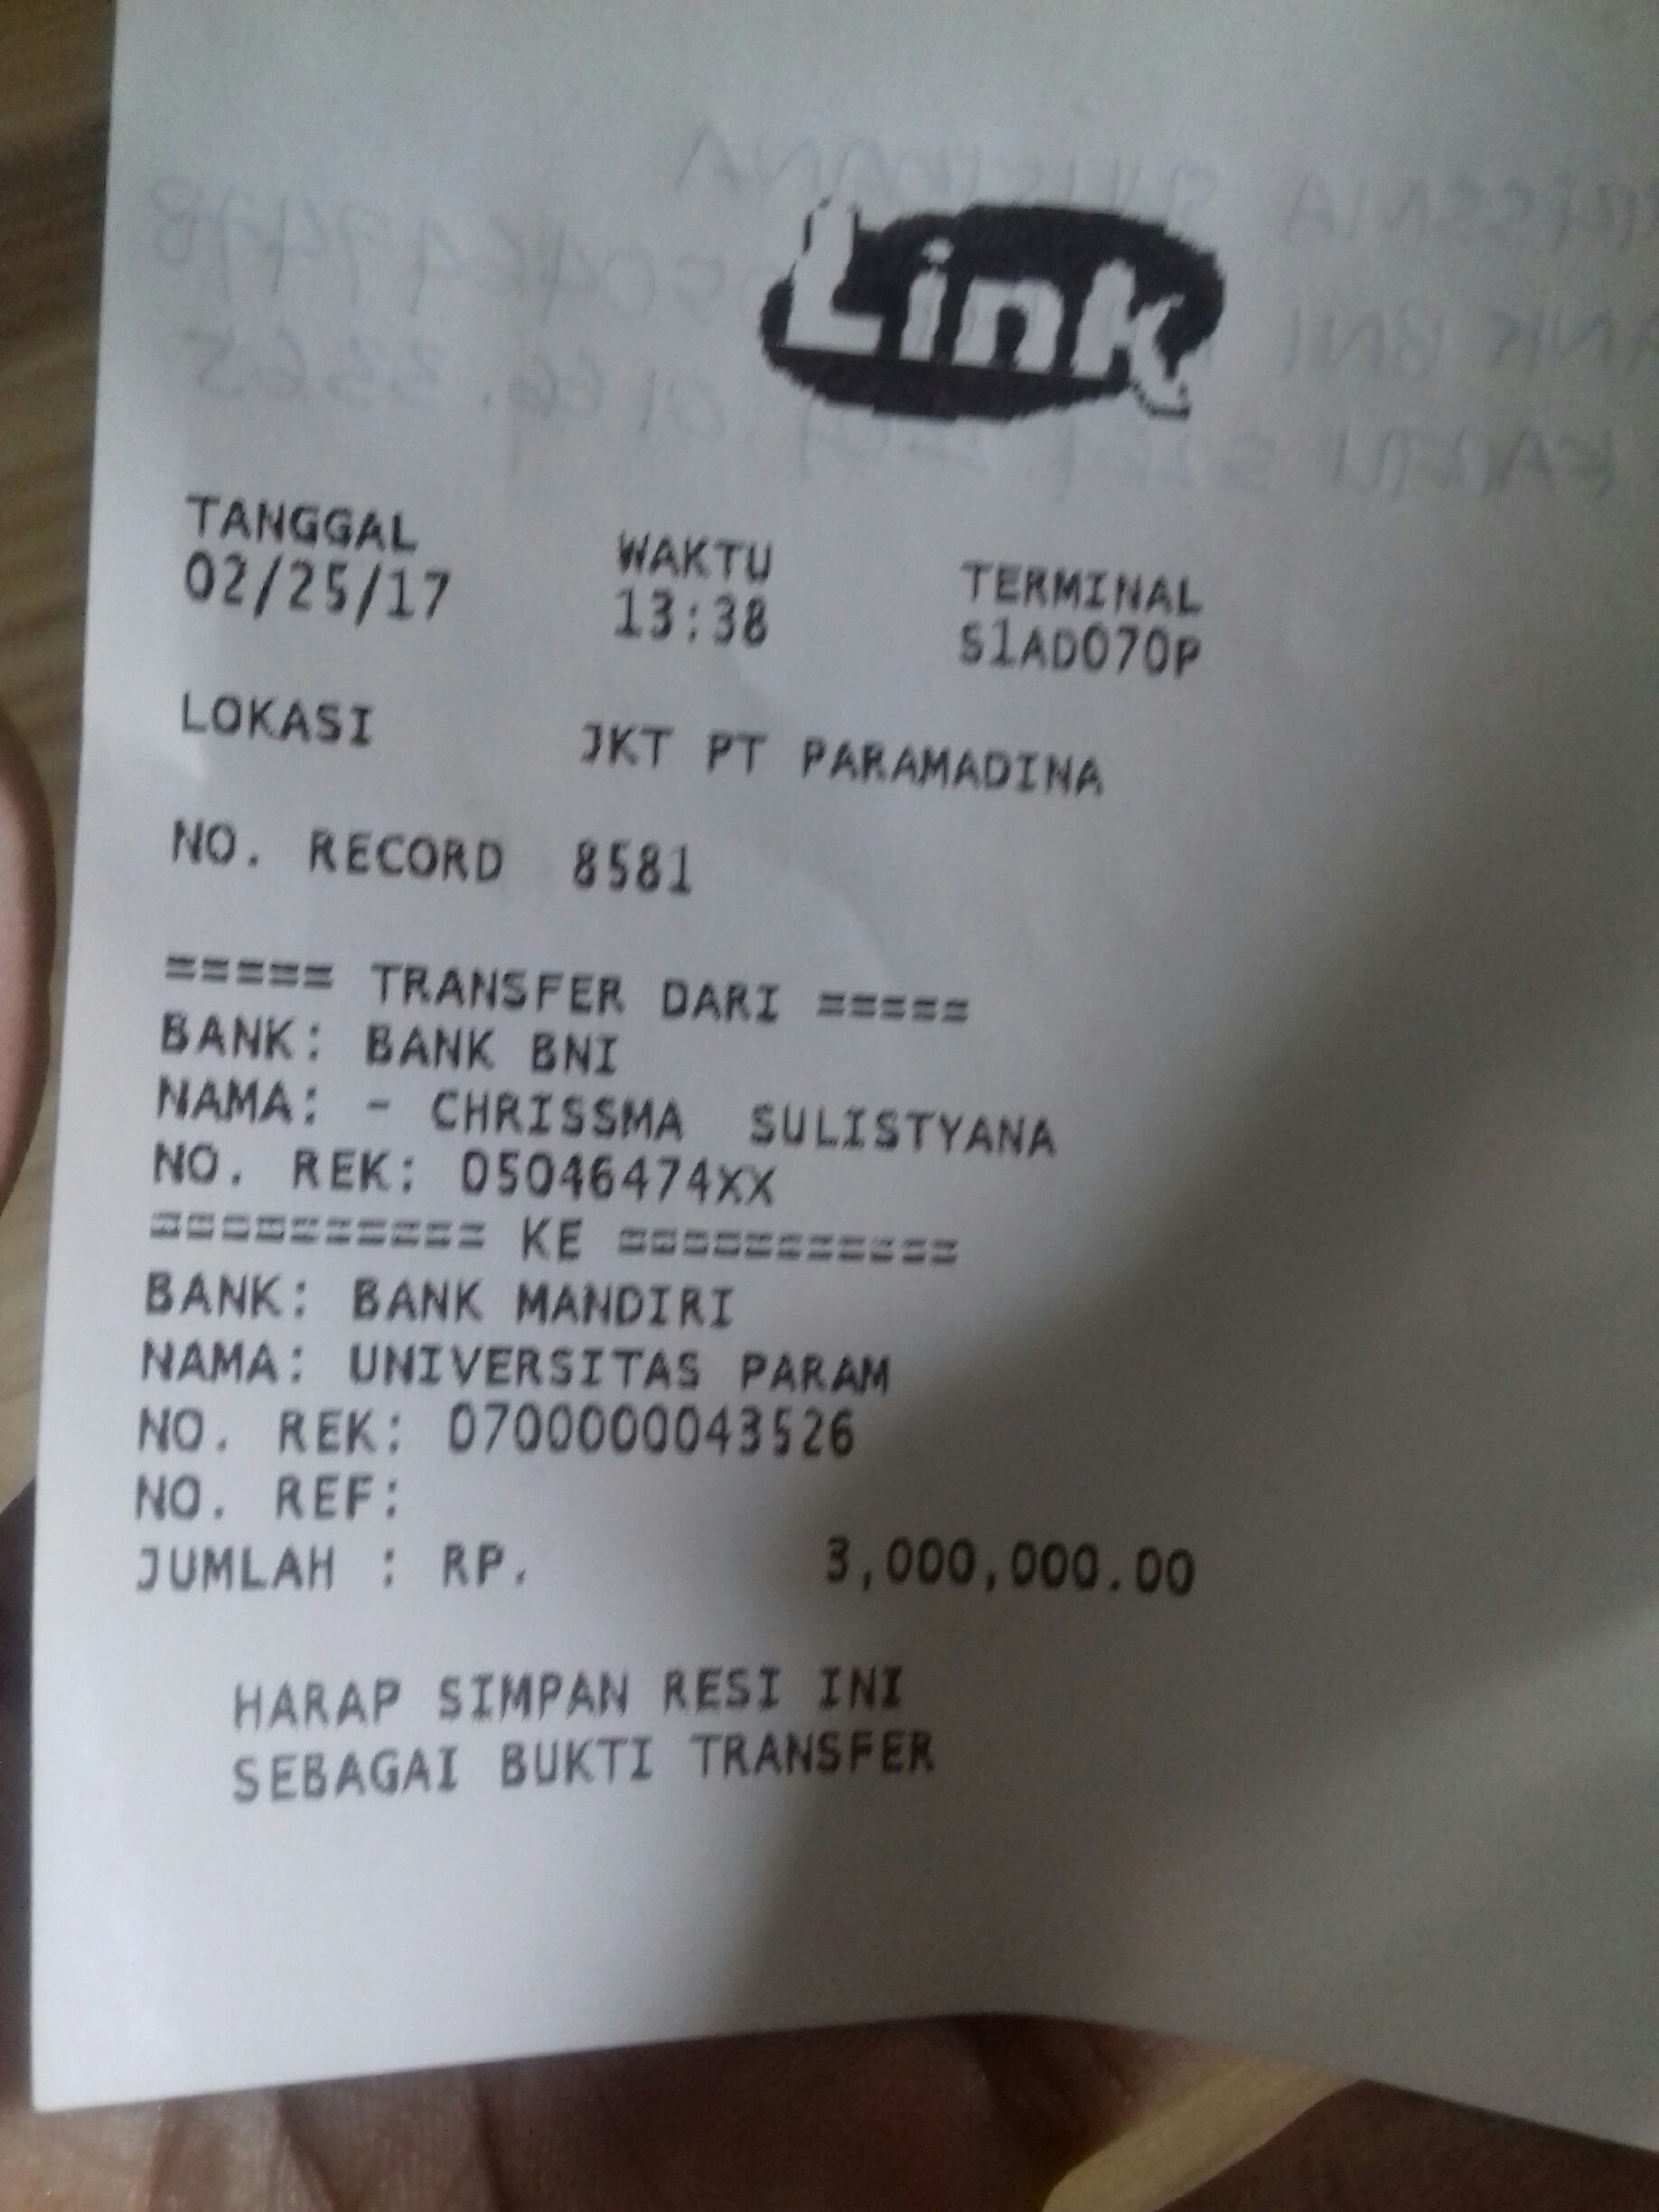 Link
TANGGAL WAKTU TERMINAL
02/25/17 13:38 S1AD070P
LOKASI JKT PT PARAMADINA
NO. RECORD 8581
===== TRANSFER DARI =====
BANK: BANK BNI
NAMA: - CHRISSMA SULISTYANA
NO. REK: 05046474XX
========== KE ==========
BANK: BANK MANDIRI
NAMA: UNIVERSITAS PARAM
NO. REK: 0700000043526
NO. REF:
JUMLAH : RP. 3,000,000.00
HARAP SIMPAN RESI INI
SEBAGAI BUKTI TRANSFER